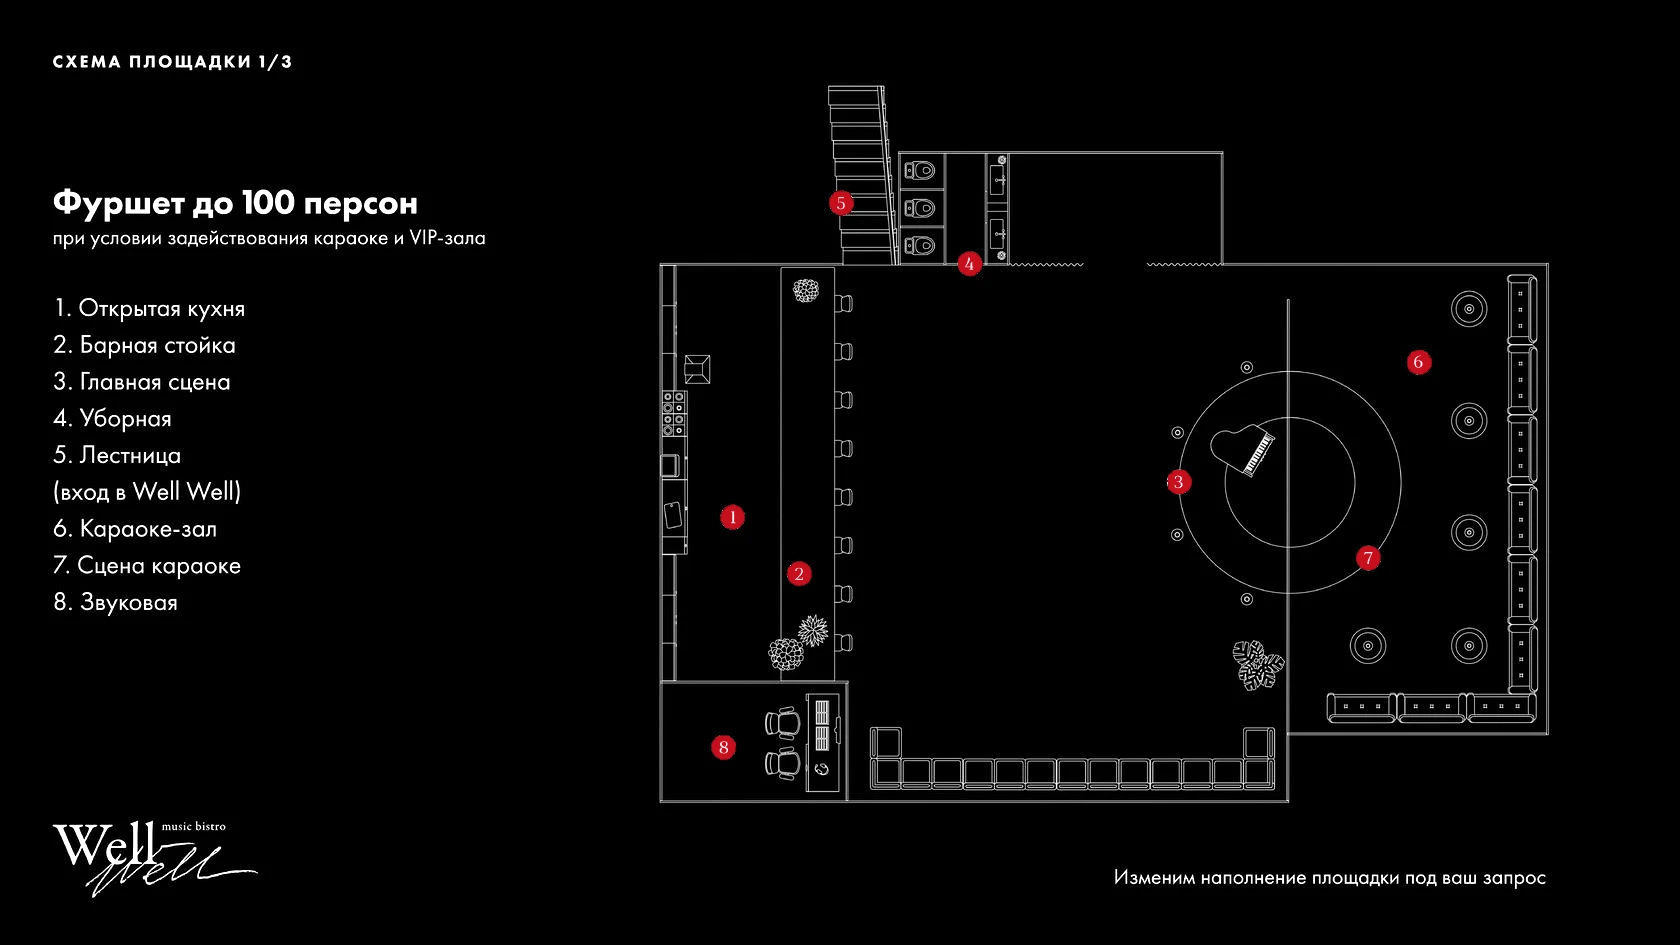 СХЕМА ПЛОЩАДКИ 1/3
Фуршет до 100 персон
при условии задействования караоке и VIP-зала
1. Открытая кухня
2. Барная стойка
3. Главная сцена
4. Уборная
5. Лестница
(вход в Well Well)
6. Караоке-зал
7. Сцена караоке
8. Звуковая
5
4
6
3
1
7
2
8
Well music bistro
Well
Изменим наполнение площадки под ваш запрос